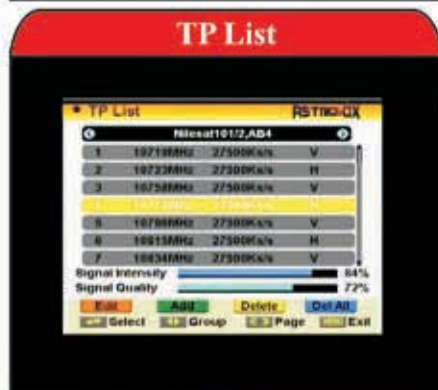 TP List
TP List
Nilesat101/2,AB4
1 10719MHz 27500Ks/s V
2 10723MHz 27500Ks/s H
3 10758MHz 27500Ks/s V
5 10796MHz 27500Ks/s V
6 10815MHz 27500Ks/s H
7 10834MHz 27500Ks/s V
Signal Intensity 84%
Signal Quality 72%
Edit Add Delete Del All
Select Group Page Exit